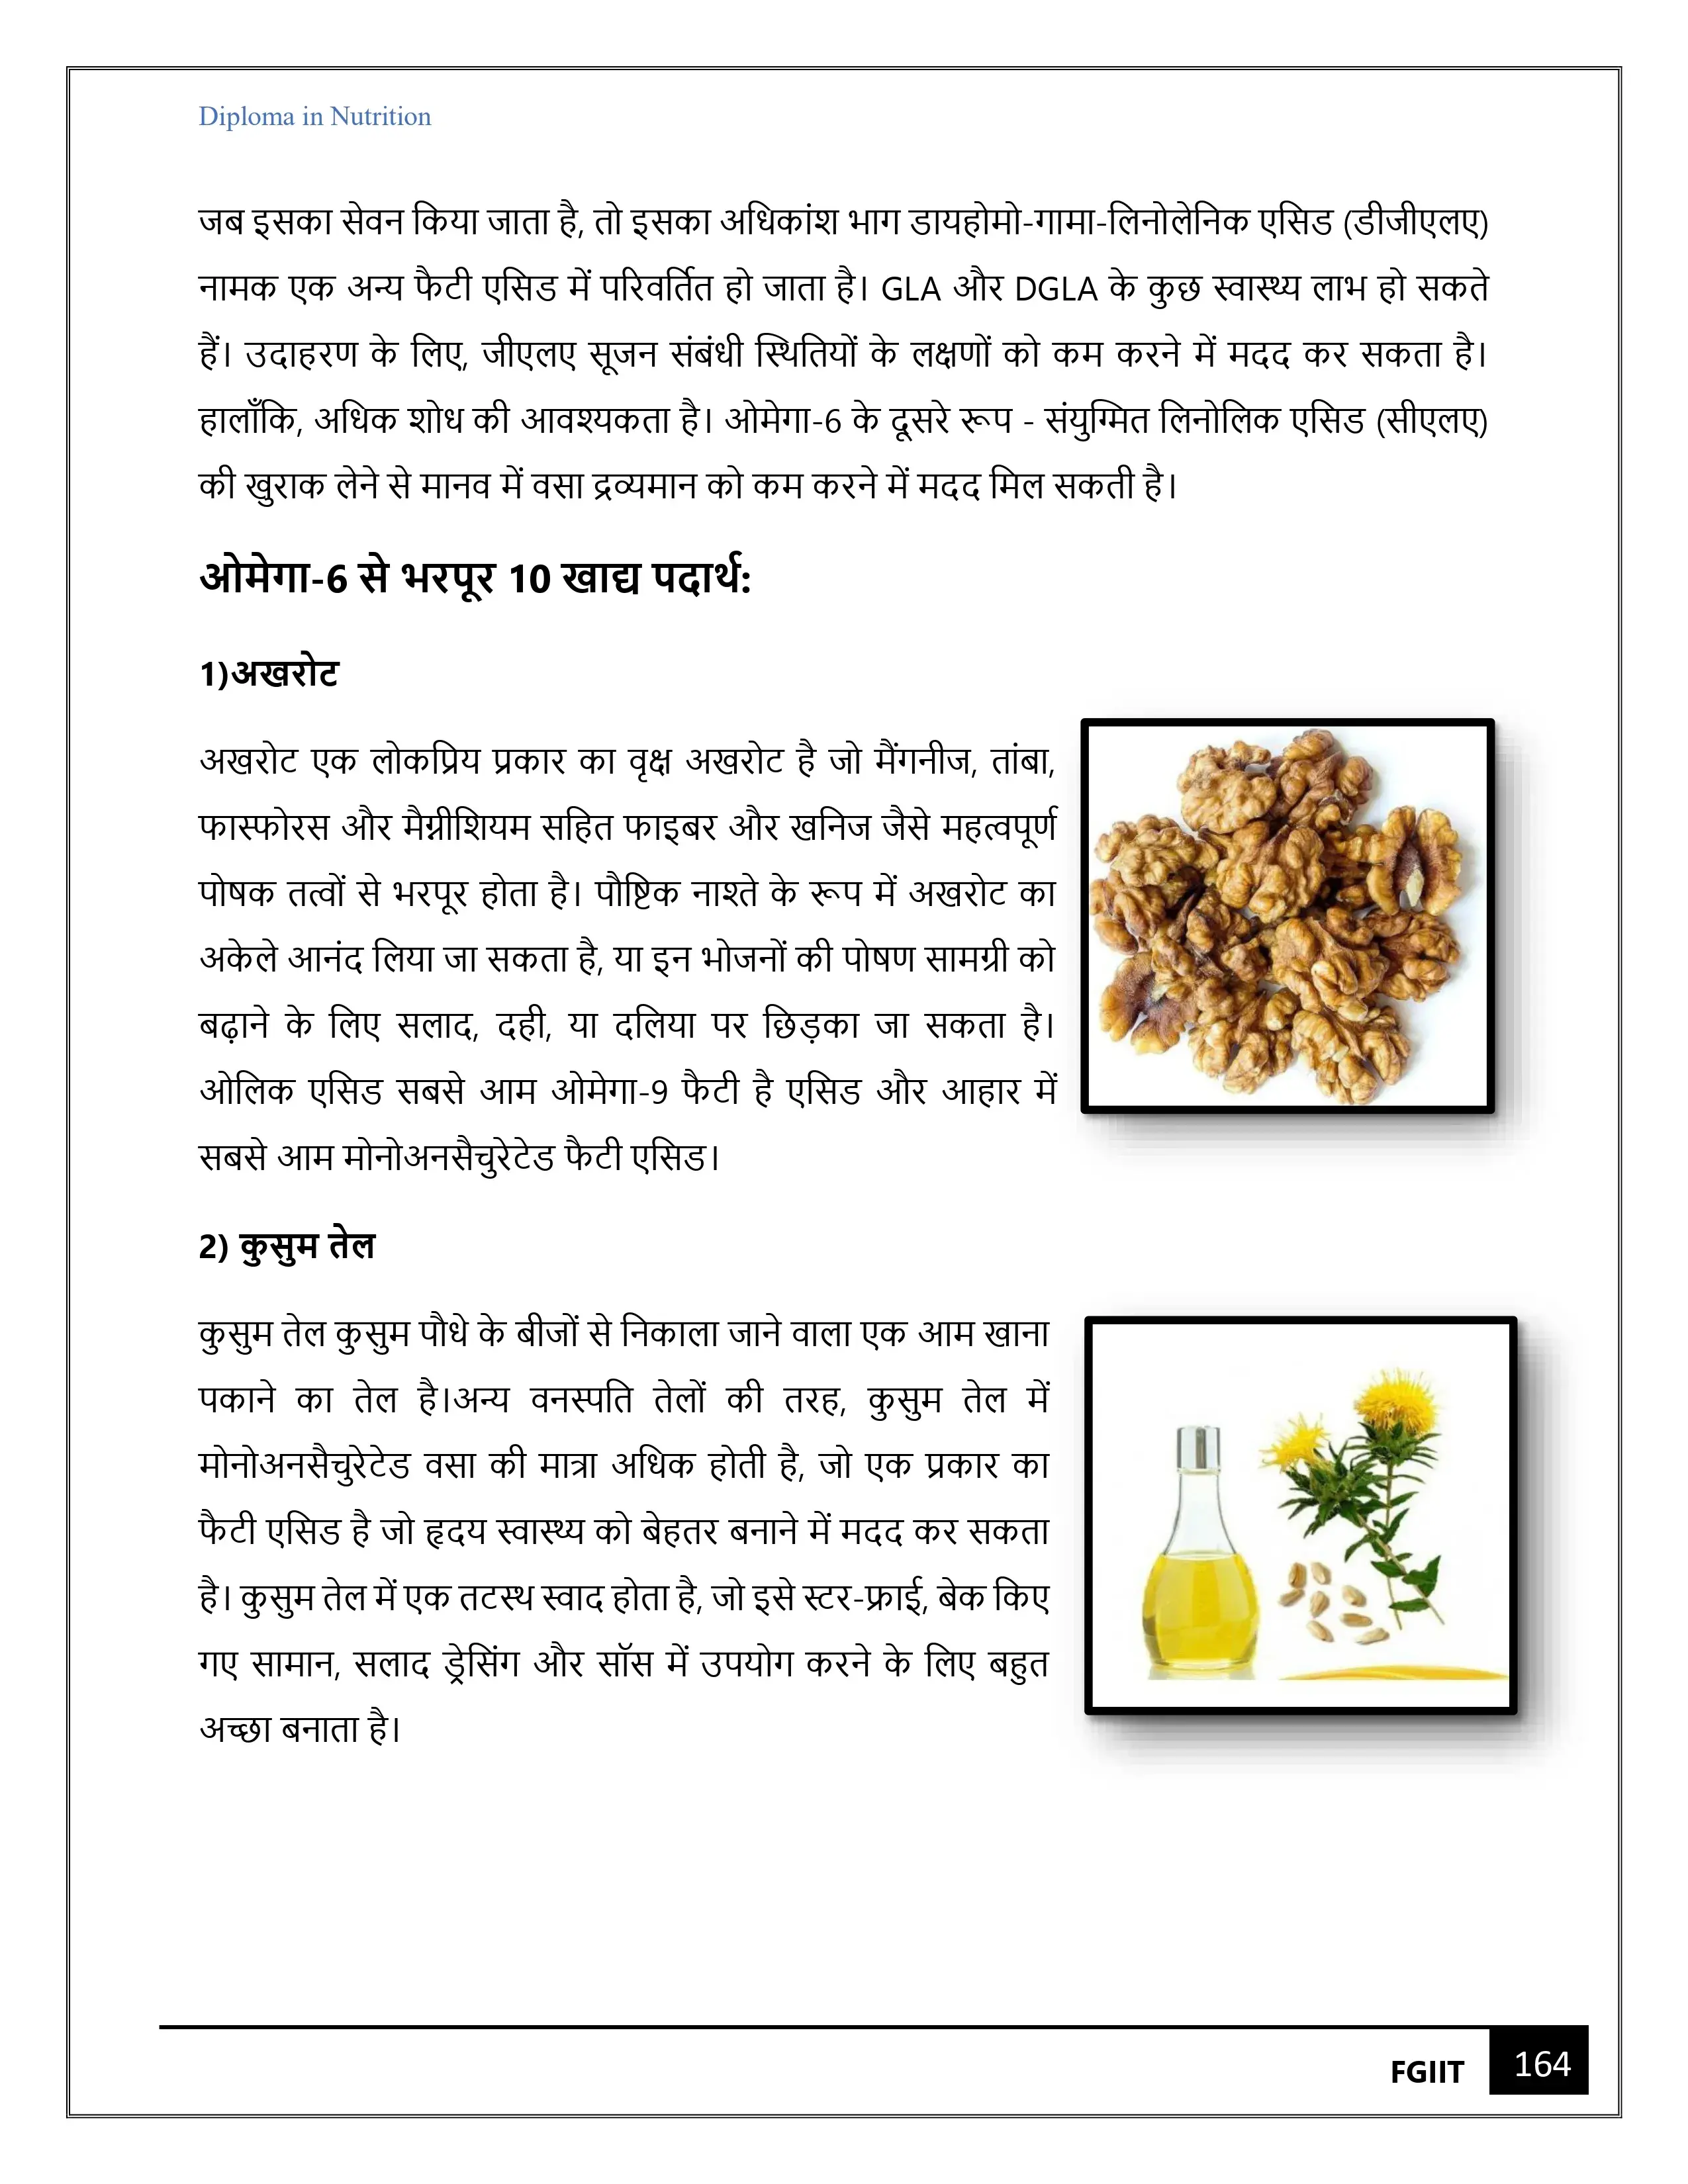 Diploma in Nutrition
जब इसका सेवन किया जाता है, तो इसका अधिकांश भाग डायहोमो-गामा-लिनोलेनिक एसिड (डीजीएलए)
नामक एक अन्य फैटी एसिड में परिवर्तित हो जाता है। GLA और DGLA के कुछ स्वास्थ्य लाभ हो सकते
हैं। उदाहरण के लिए, जीएलए सूजन संबंधी स्थितियों के लक्षणों को कम करने में मदद कर सकता है।
हालाँकि, अधिक शोध की आवश्यकता है। ओमेगा-6 के दूसरे रूप - संयुग्मित लिनोलिक एसिड (सीएलए)
की खुराक लेने से मानव में वसा द्रव्यमान को कम करने में मदद मिल सकती है।
ओमेगा-6 से भरपूर 10 खाद्य पदार्थ:
1)अखरोट
अखरोट एक लोकप्रिय प्रकार का वृक्ष अखरोट है जो मैंगनीज, तांबा,
फास्फोरस और मैग्नीशियम सहित फाइबर और खनिज जैसे महत्वपूर्ण
पोषक तत्वों से भरपूर होता है। पौष्टिक नाश्ते के रूप में अखरोट का
अकेले आनंद लिया जा सकता है, या इन भोजनों की पोषण सामग्री को
बढ़ाने के लिए सलाद, दही, या दलिया पर छिड़का जा सकता है।
ओलिक एसिड सबसे आम ओमेगा-9 फैटी है एसिड और आहार में
सबसे आम मोनोअनसैचुरेटेड फैटी एसिड।
2) कुसुम तेल
कुसुम तेल कुसुम पौधे के बीजों से निकाला जाने वाला एक आम खाना
पकाने का तेल है।अन्य वनस्पति तेलों की तरह, कुसुम तेल में
मोनोअनसैचुरेटेड वसा की मात्रा अधिक होती है, जो एक प्रकार का
फैटी एसिड है जो हृदय स्वास्थ्य को बेहतर बनाने में मदद कर सकता
है। कुसुम तेल में एक तटस्थ स्वाद होता है, जो इसे स्टर-फ्राई, बेक किए
गए सामान, सलाद ड्रेसिंग और सॉस में उपयोग करने के लिए बहुत
अच्छा बनाता है।
FGIIT 164